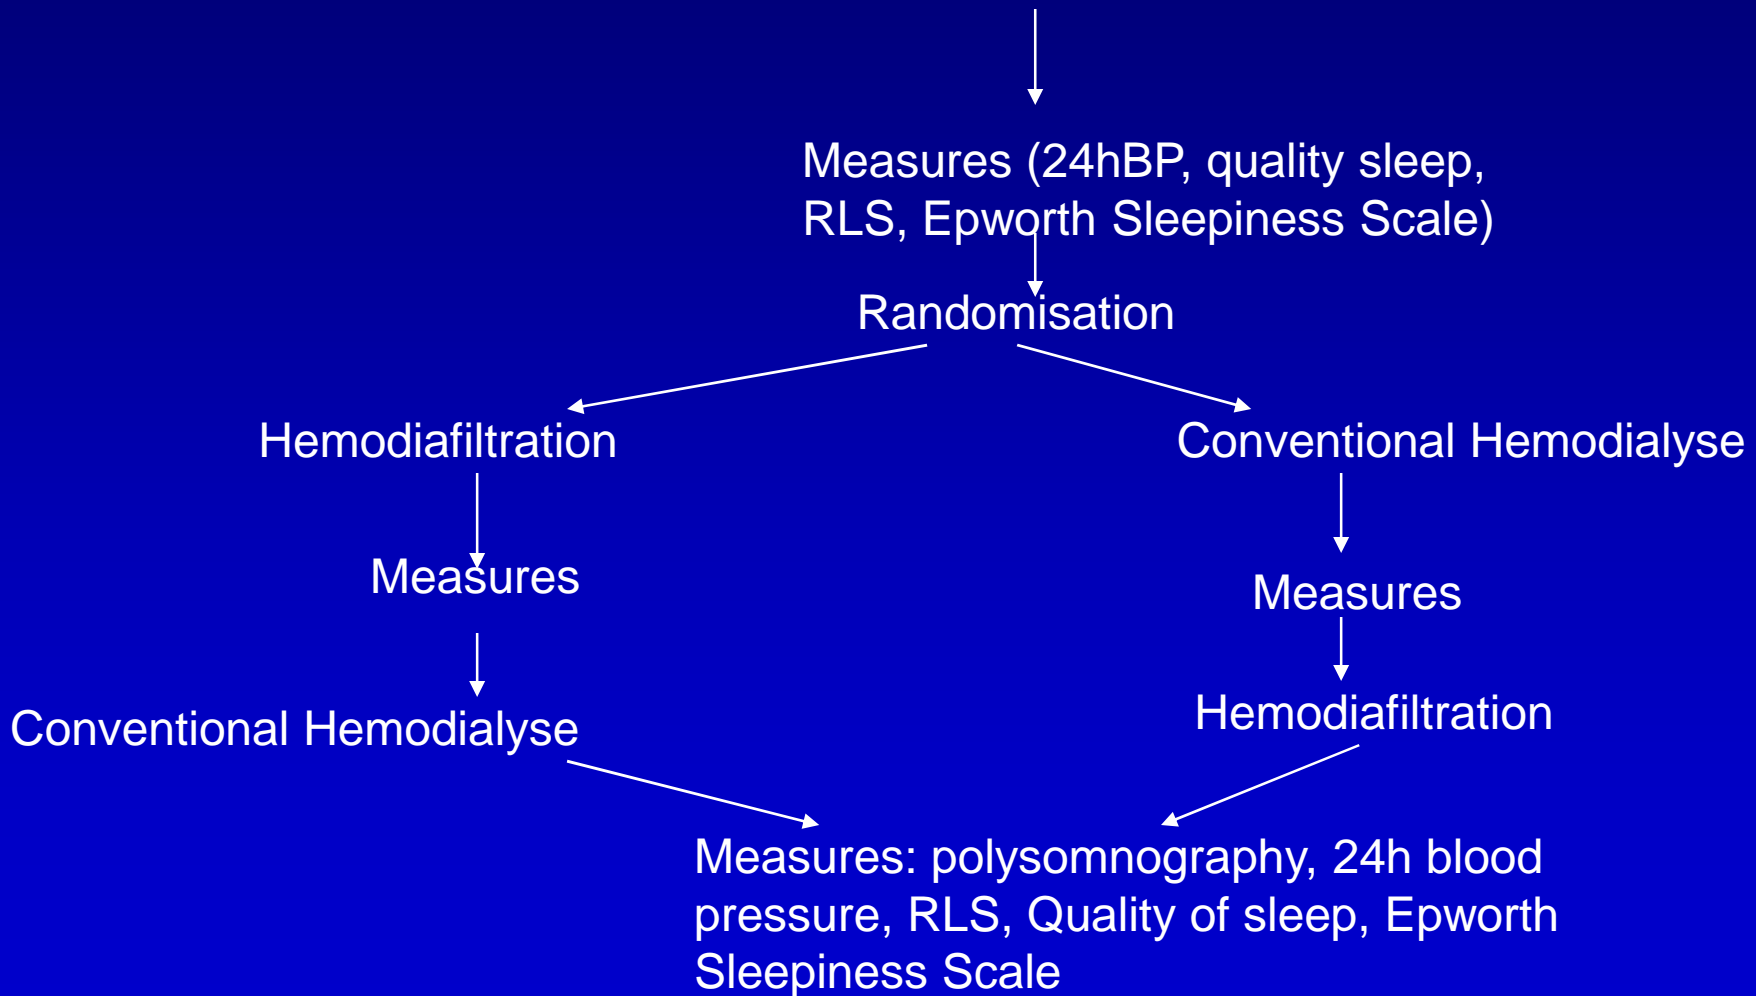 Measures (24hBP, quality sleep,
RLS, Epworth Sleepiness Scale)
Randomisation
Hemodiafiltration
Conventional Hemodialyse
Measures
Measures
Conventional Hemodialyse
Hemodiafiltration
Measures: polysomnography, 24h blood
pressure, RLS, Quality of sleep, Epworth
Sleepiness Scale